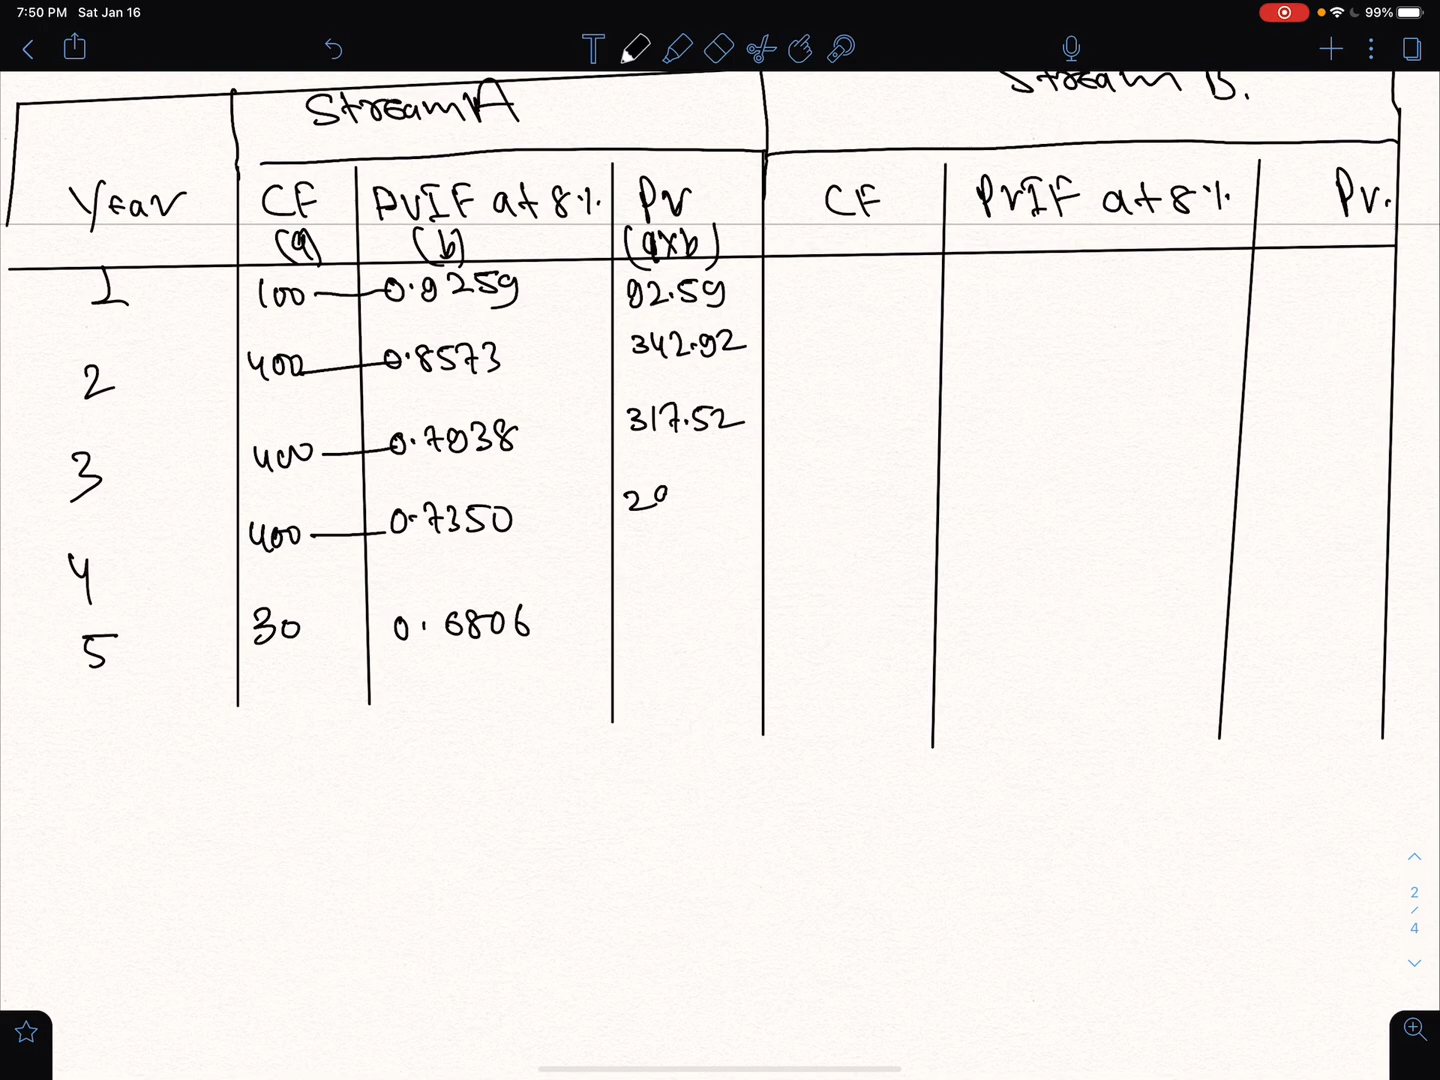 7:50 PM Sat Jan 16
99%
Stream A
Stream B.
Year
CF
PVIF at 8%
PV
CF
PVIF at 8%
PV.
(a)
(b)
(axb)
1
100
0.9259
92.59
2
400
0.8573
342.92
3
400
0.7938
317.52
4
400
0.7350
29
5
30
0.6806
2
/
4